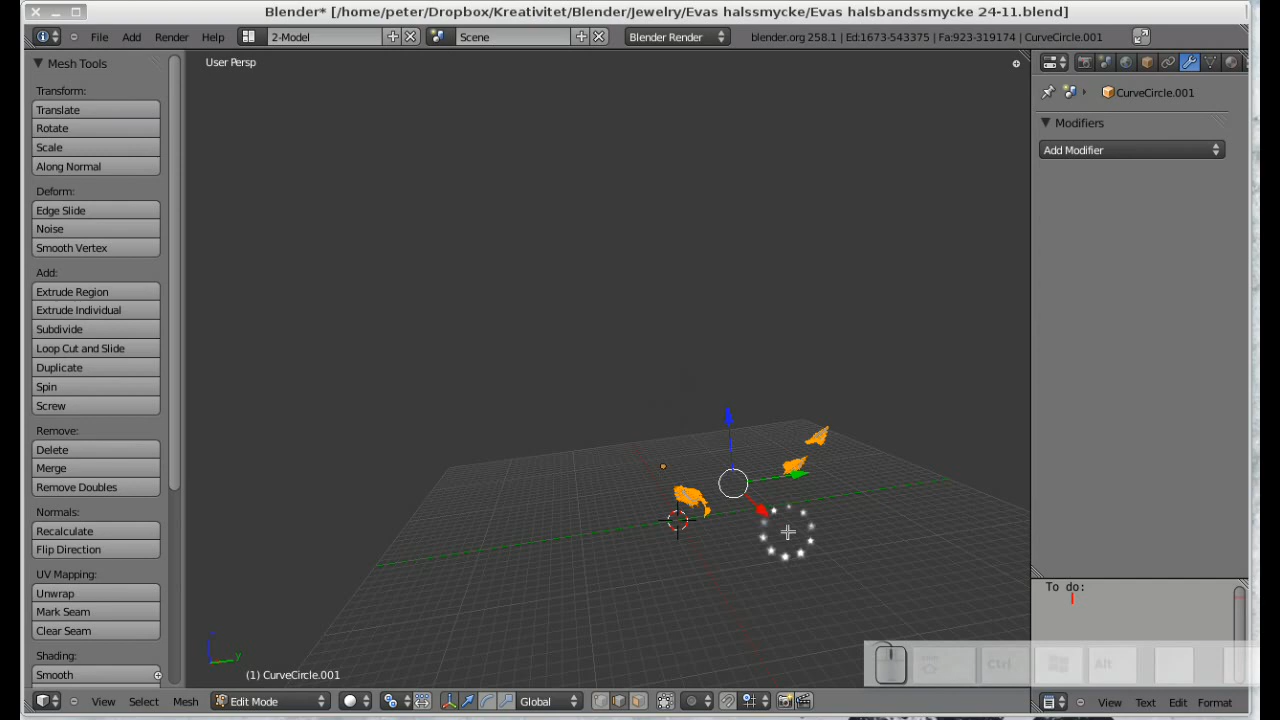 Blender* [/home/peter/Dropbox/Kreativitet/Blender/Jewelry/Evas halssmycke/Evas halsbandssmycke 24-11.blend]
File Add Render Help 2-Model Scene Blender Render blender.org 258.1 | Ed:1673-543375 | Fa:923-319174 | CurveCircle.001
Mesh Tools
User Persp
CurveCircle.001
Modifiers
Add Modifier
Transform:
Translate
Rotate
Scale
Along Normal
Deform:
Edge Slide
Noise
Smooth Vertex
Add:
Extrude Region
Extrude Individual
Subdivide
Loop Cut and Slide
Duplicate
Spin
Screw
Remove:
Delete
Merge
Remove Doubles
Normals:
Recalculate
Flip Direction
UV Mapping:
Unwrap
Mark Seam
Clear Seam
Shading:
Smooth
y
(1) CurveCircle.001
To do:
Shift Ctrl Alt
View Select Mesh Edit Mode Global
View Text Edit Format